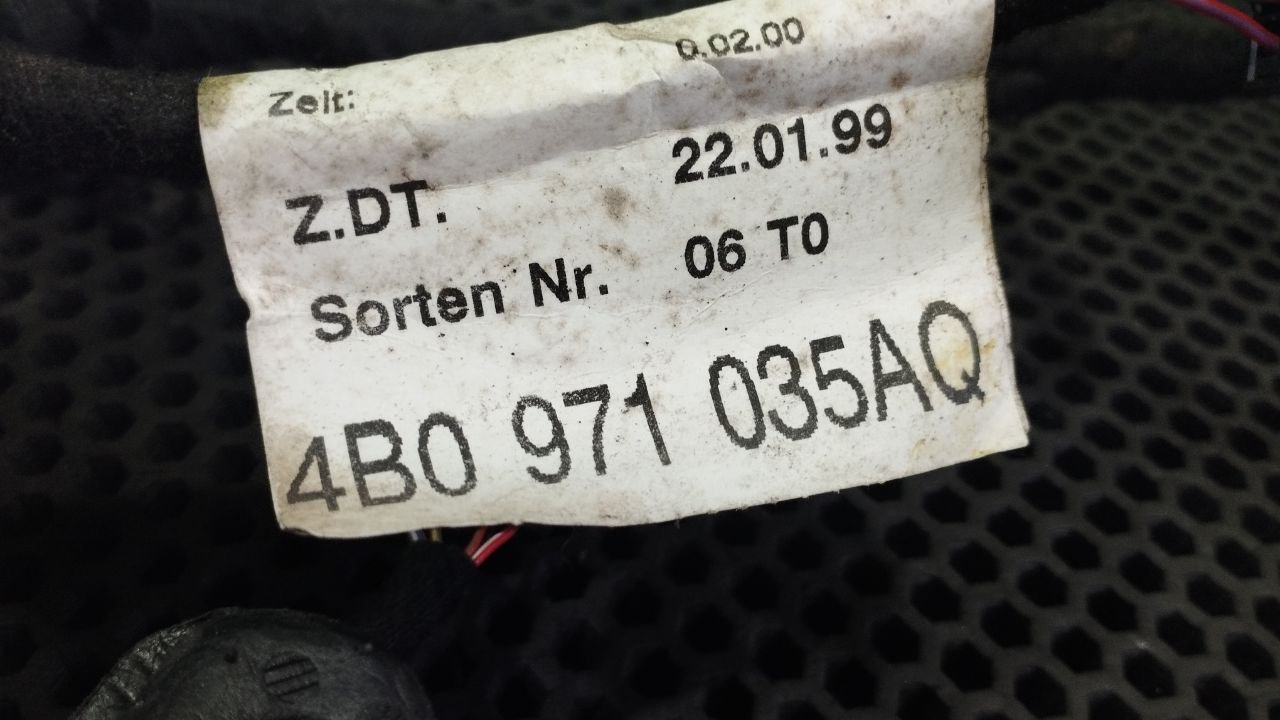 0.02.00
Zeit:
Z.DT. 22.01.99
Sorten Nr. 06 T0
4B0 971 035AQ